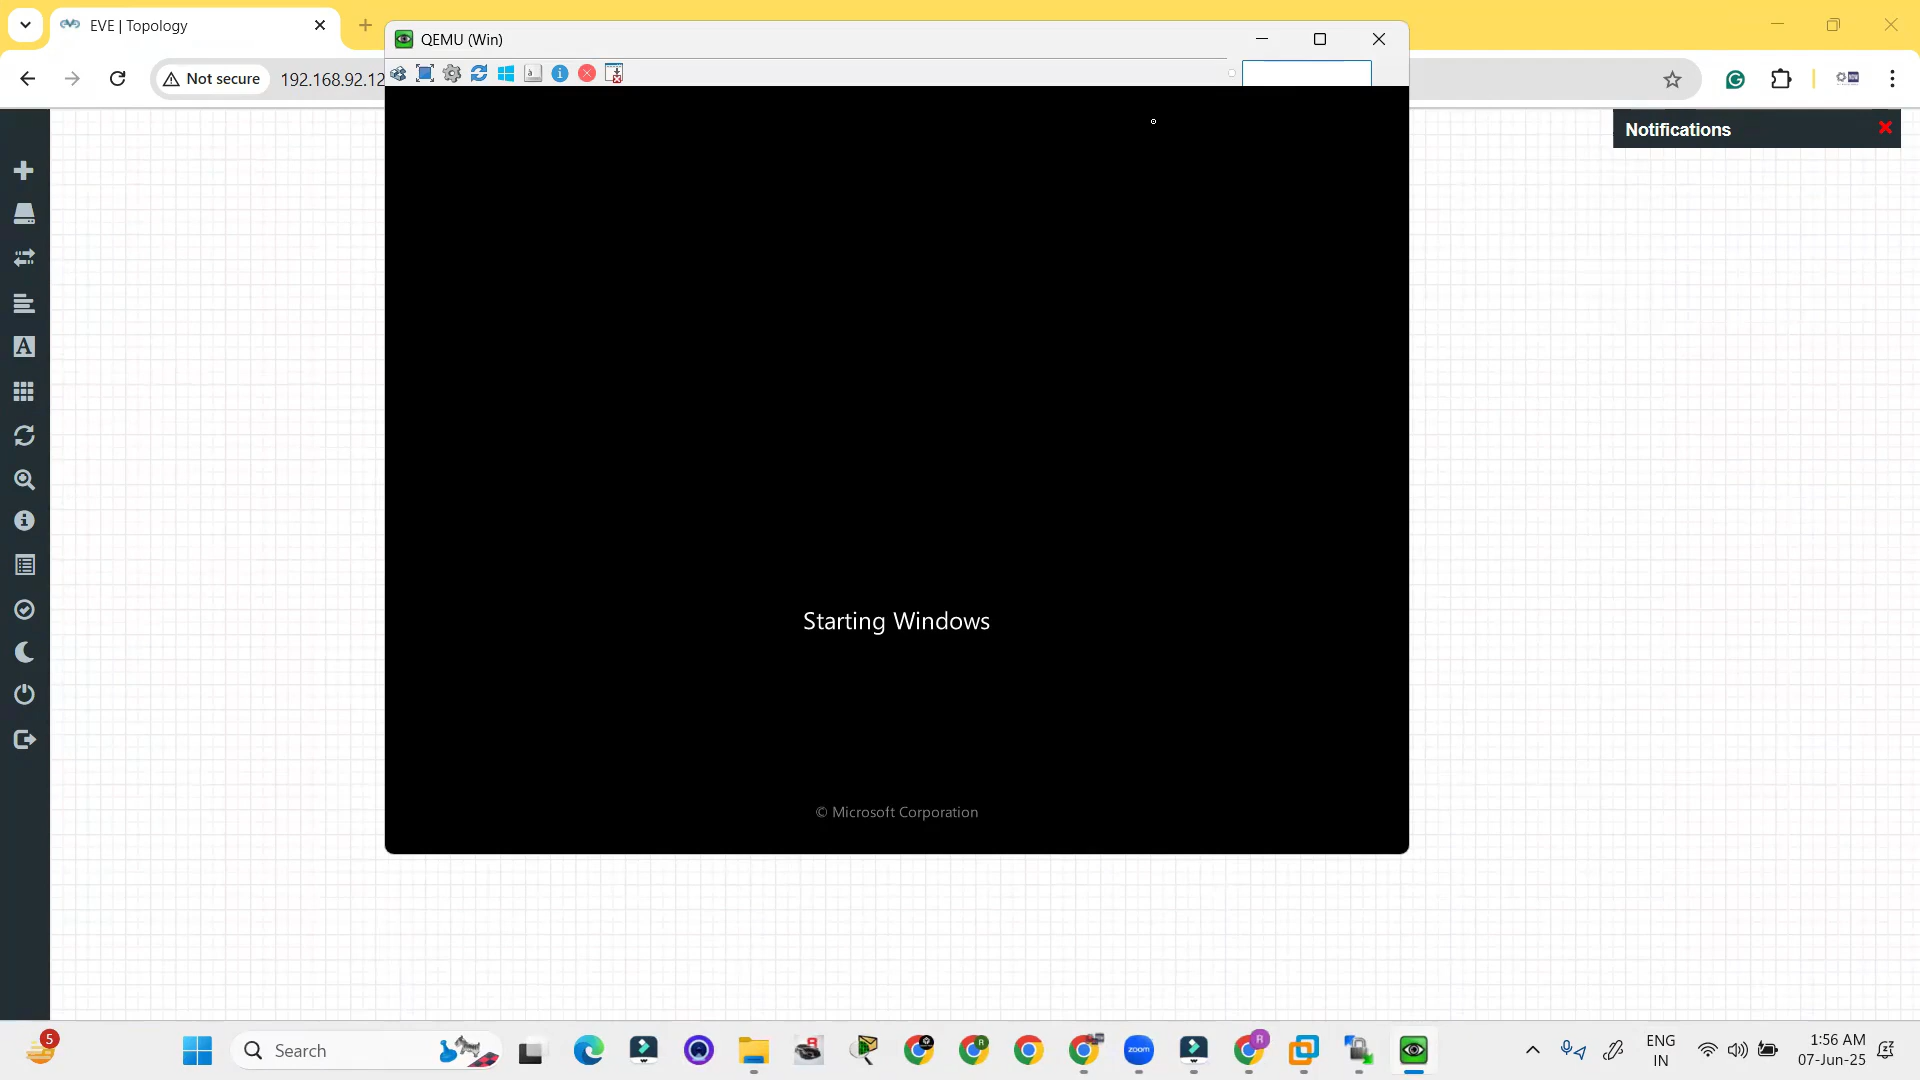 EVE | Topology
QEMU (Win)
Not secure
192.168.92.12
Notifications
Starting Windows
© Microsoft Corporation
5
Search
zoom
R
R
ENG
IN
1:56 AM
07-Jun-25